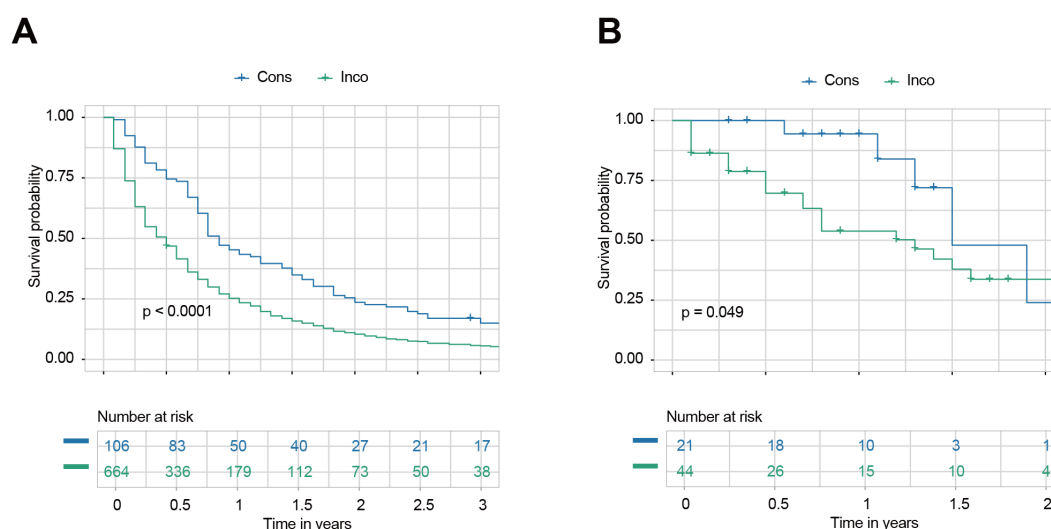 A
Cons Inco
Survival probability
1.00
0.75
0.50
0.25
0.00
p < 0.0001
Number at risk
106 83 50 40 27 21 17
664 336 179 112 73 50 38
0 0.5 1 1.5 2 2.5 3
Time in years
B
Cons Inco
Survival probability
1.00
0.75
0.50
0.25
0.00
p = 0.049
Number at risk
21 18 10 3 1
44 26 15 10 4
0 0.5 1 1.5 2
Time in years